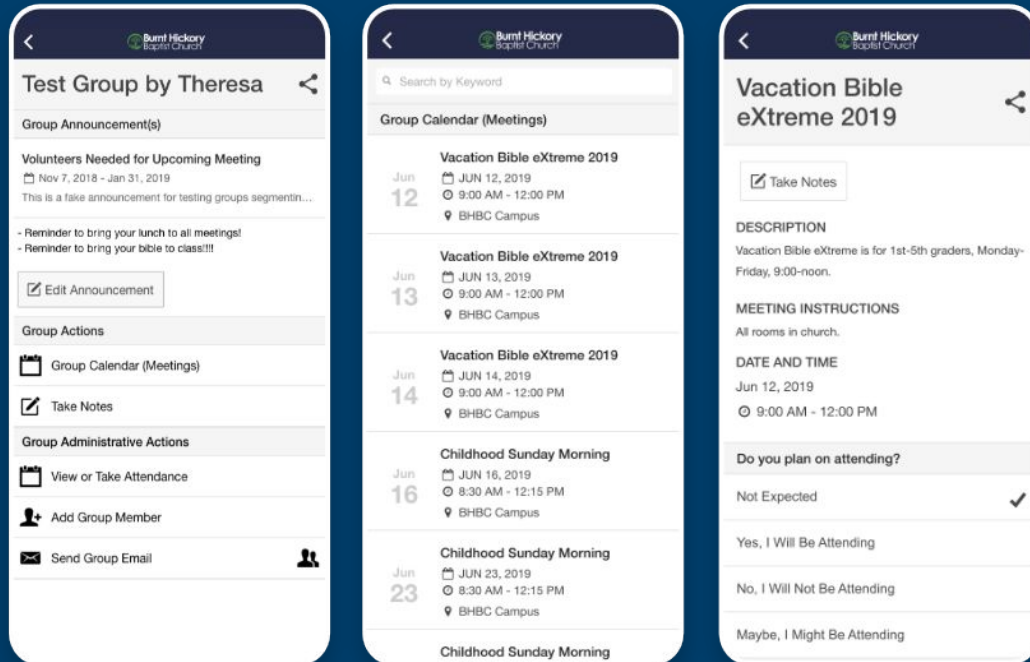 Burnt Hickory
Baptist Church
Test Group by Theresa
Group Announcement(s)
Volunteers Needed for Upcoming Meeting
Nov 7, 2018 - Jan 31, 2019
This is a fake announcement for testing groups segmentin...
- Reminder to bring your lunch to all meetings!
- Reminder to bring your bible to class!!!!
Edit Announcement
Group Actions
Group Calendar (Meetings)
Take Notes
Group Administrative Actions
View or Take Attendance
Add Group Member
Send Group Email
Burnt Hickory
Baptist Church
Search by Keyword
Group Calendar (Meetings)
Vacation Bible eXtreme 2019
Jun
12
JUN 12, 2019
9:00 AM - 12:00 PM
BHBC Campus
Vacation Bible eXtreme 2019
Jun
13
JUN 13, 2019
9:00 AM - 12:00 PM
BHBC Campus
Vacation Bible eXtreme 2019
Jun
14
JUN 14, 2019
9:00 AM - 12:00 PM
BHBC Campus
Childhood Sunday Morning
Jun
16
JUN 16, 2019
8:30 AM - 12:15 PM
BHBC Campus
Childhood Sunday Morning
Jun
23
JUN 23, 2019
8:30 AM - 12:15 PM
BHBC Campus
Childhood Sunday Morning
Burnt Hickory
Baptist Church
Vacation Bible
eXtreme 2019
Take Notes
DESCRIPTION
Vacation Bible eXtreme is for 1st-5th graders, Monday-
Friday, 9:00-noon.
MEETING INSTRUCTIONS
All rooms in church.
DATE AND TIME
Jun 12, 2019
9:00 AM - 12:00 PM
Do you plan on attending?
Not Expected
Yes, I Will Be Attending
No, I Will Not Be Attending
Maybe, I Might Be Attending